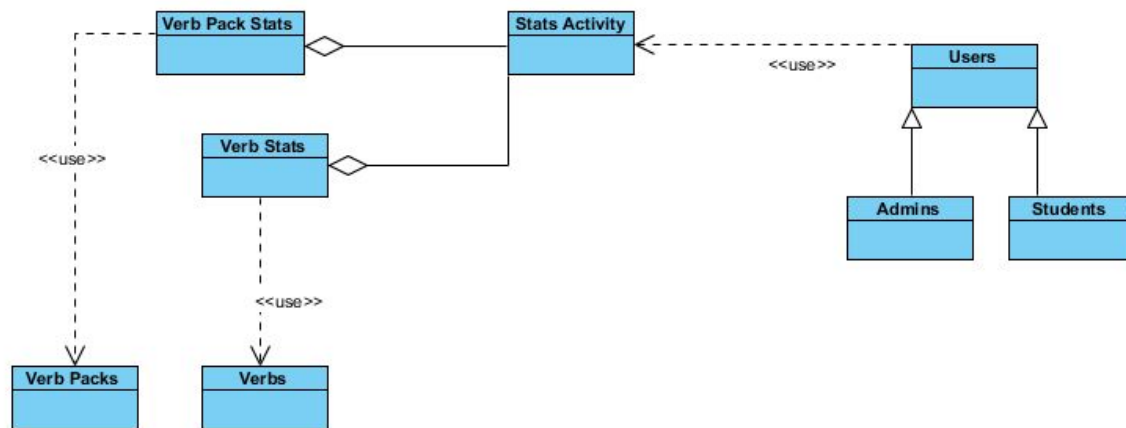 Verb Pack Stats
Stats Activity
Users
<<use>>
Verb Stats
<<use>>
Admins
Students
<<use>>
Verb Packs
Verbs